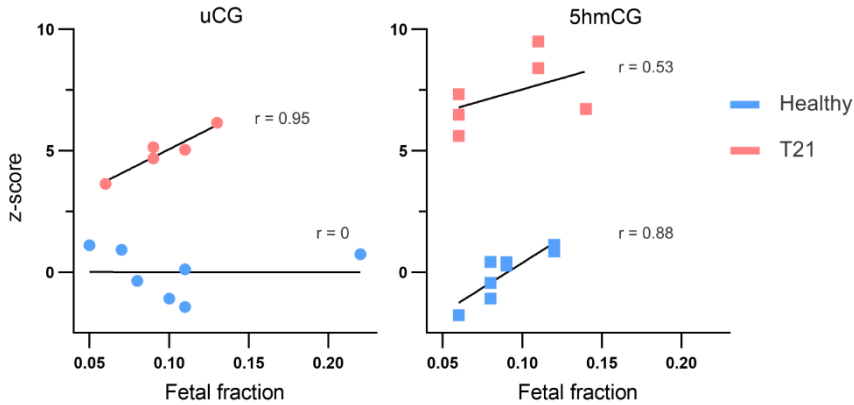 uCG
5hmCG
10
5
0
z-score
r = 0.95
r = 0
0.05
0.10
0.15
0.20
Fetal fraction
10
5
0
r = 0.53
r = 0.88
0.05
0.10
0.15
0.20
Fetal fraction
Healthy
T21